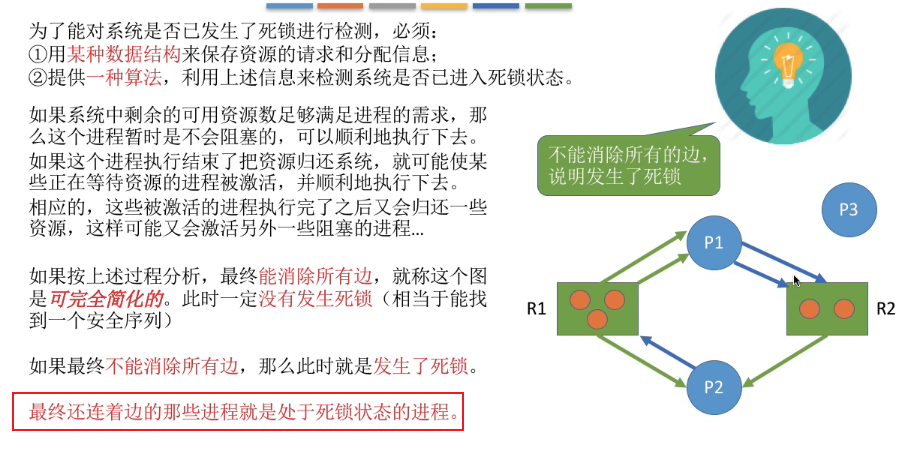 为了能对系统是否已发生了死锁进行检测，必须：
①用某种数据结构来保存资源的请求和分配信息；
②提供一种算法，利用上述信息来检测系统是否已进入死锁状态。
如果系统中剩余的可用资源数足够满足进程的需求，那
么这个进程暂时是不会阻塞的，可以顺利地执行下去。
如果这个进程执行结束了把资源归还系统，就可能使某
些正在等待资源的进程被激活，并顺利地执行下去。
相应的，这些被激活的进程执行完了之后又会归还一些
资源，这样可能又会激活另外一些阻塞的进程...
如果按上述过程分析，最终能消除所有边，就称这个图
是可完全简化的。此时一定没有发生死锁（相当于能找
到一个安全序列）
如果最终不能消除所有边，那么此时就是发生了死锁。
最终还连着边的那些进程就是处于死锁状态的进程。
不能消除所有的边，
说明发生了死锁
P3
P1
R1
R2
P2